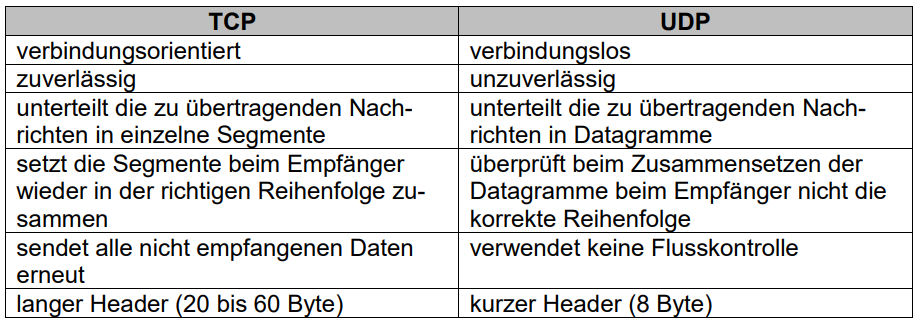 TCP
UDP
verbindungsorientiert
verbindungslos
zuverlässig
unzuverlässig
unterteilt die zu übertragenden Nach-
richten in einzelne Segmente
unterteilt die zu übertragenden Nach-
richten in Datagramme
setzt die Segmente beim Empfänger
wieder in der richtigen Reihenfolge zu-
sammen
überprüft beim Zusammensetzen der
Datagramme beim Empfänger nicht die
korrekte Reihenfolge
sendet alle nicht empfangenen Daten
erneut
verwendet keine Flusskontrolle
langer Header (20 bis 60 Byte)
kurzer Header (8 Byte)